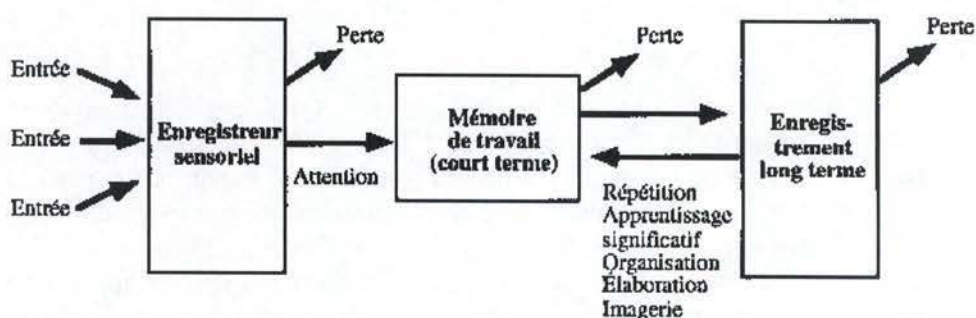 Entrée
Entrée
Entrée
Enregistreur
sensoriel
Perte
Attention
Mémoire
de travail
(court terme)
Perte
Répétition
Apprentissage
significatif
Organisation
Élaboration
Imagerie
Enregis-
trement
long terme
Perte